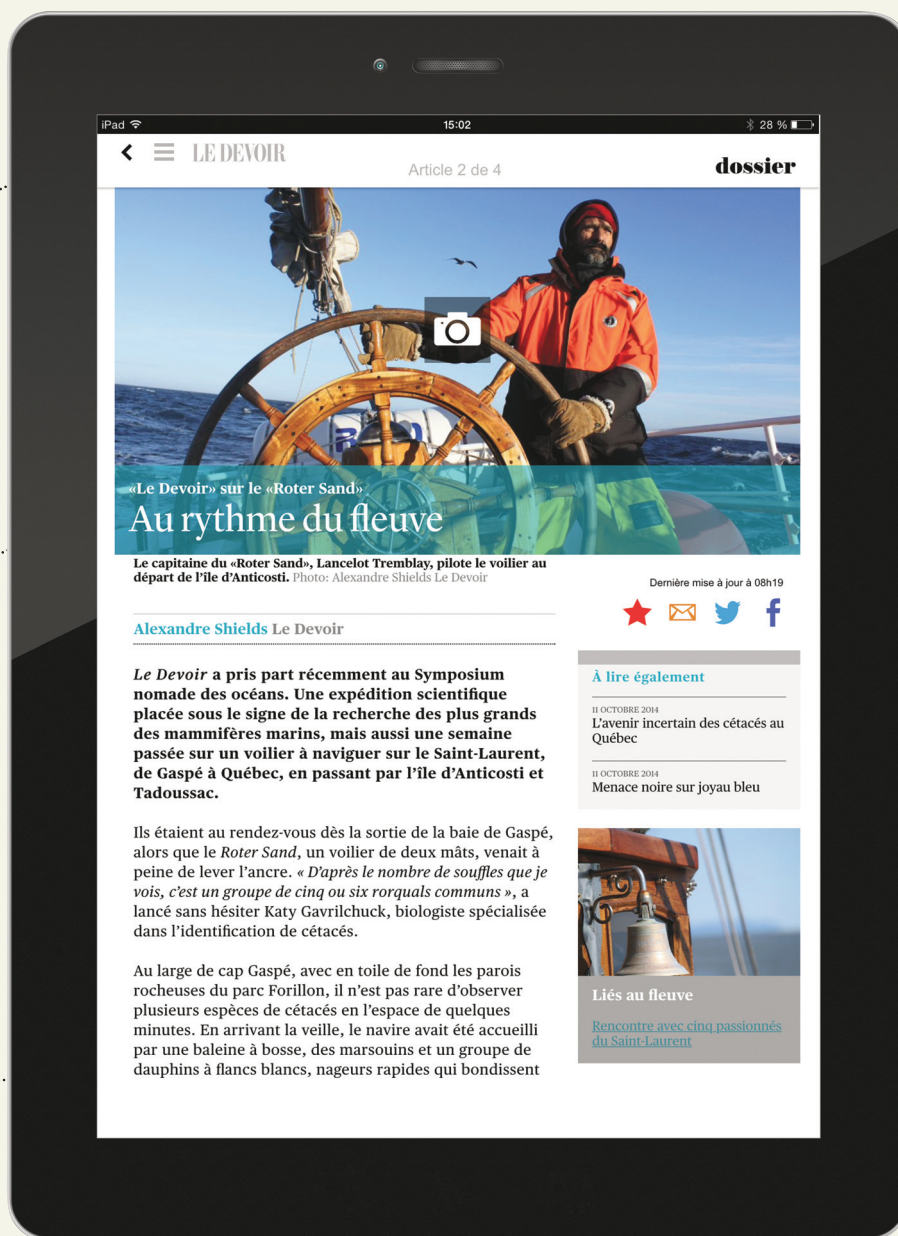 iPad 15:02 28 %
LE DEVOIR
Article 2 de 4
dossier
«Le Devoir» sur le «Roter Sand»
Au rythme du fleuve
Le capitaine du «Roter Sand», Lancelot Tremblay, pilote le voilier au
départ de l’île d’Anticosti. Photo: Alexandre Shields Le Devoir
Dernière mise à jour à 08h19
Alexandre Shields Le Devoir
Le Devoir a pris part récemment au Symposium
nomade des océans. Une expédition scientifique
placée sous le signe de la recherche des plus grands
des mammifères marins, mais aussi une semaine
passée sur un voilier à naviguer sur le Saint-Laurent,
de Gaspé à Québec, en passant par l’île d’Anticosti et
Tadoussac.
Ils étaient au rendez-vous dès la sortie de la baie de Gaspé,
alors que le Roter Sand, un voilier de deux mâts, venait à
peine de lever l’ancre. « D’après le nombre de souffles que je
vois, c’est un groupe de cinq ou six rorquals communs », a
lancé sans hésiter Katy Gavrilchuck, biologiste spécialisée
dans l’identification de cétacés.
Au large de cap Gaspé, avec en toile de fond les parois
rocheuses du parc Forillon, il n’est pas rare d’observer
plusieurs espèces de cétacés en l’espace de quelques
minutes. En arrivant la veille, le navire avait été accueilli
par une baleine à bosse, des marsouins et un groupe de
dauphins à flancs blancs, nageurs rapides qui bondissent
À lire également
11 OCTOBRE 2014
L’avenir incertain des cétacés au
Québec
11 OCTOBRE 2014
Menace noire sur joyau bleu
Liés au fleuve
Rencontre avec cinq passionnés
du Saint-Laurent